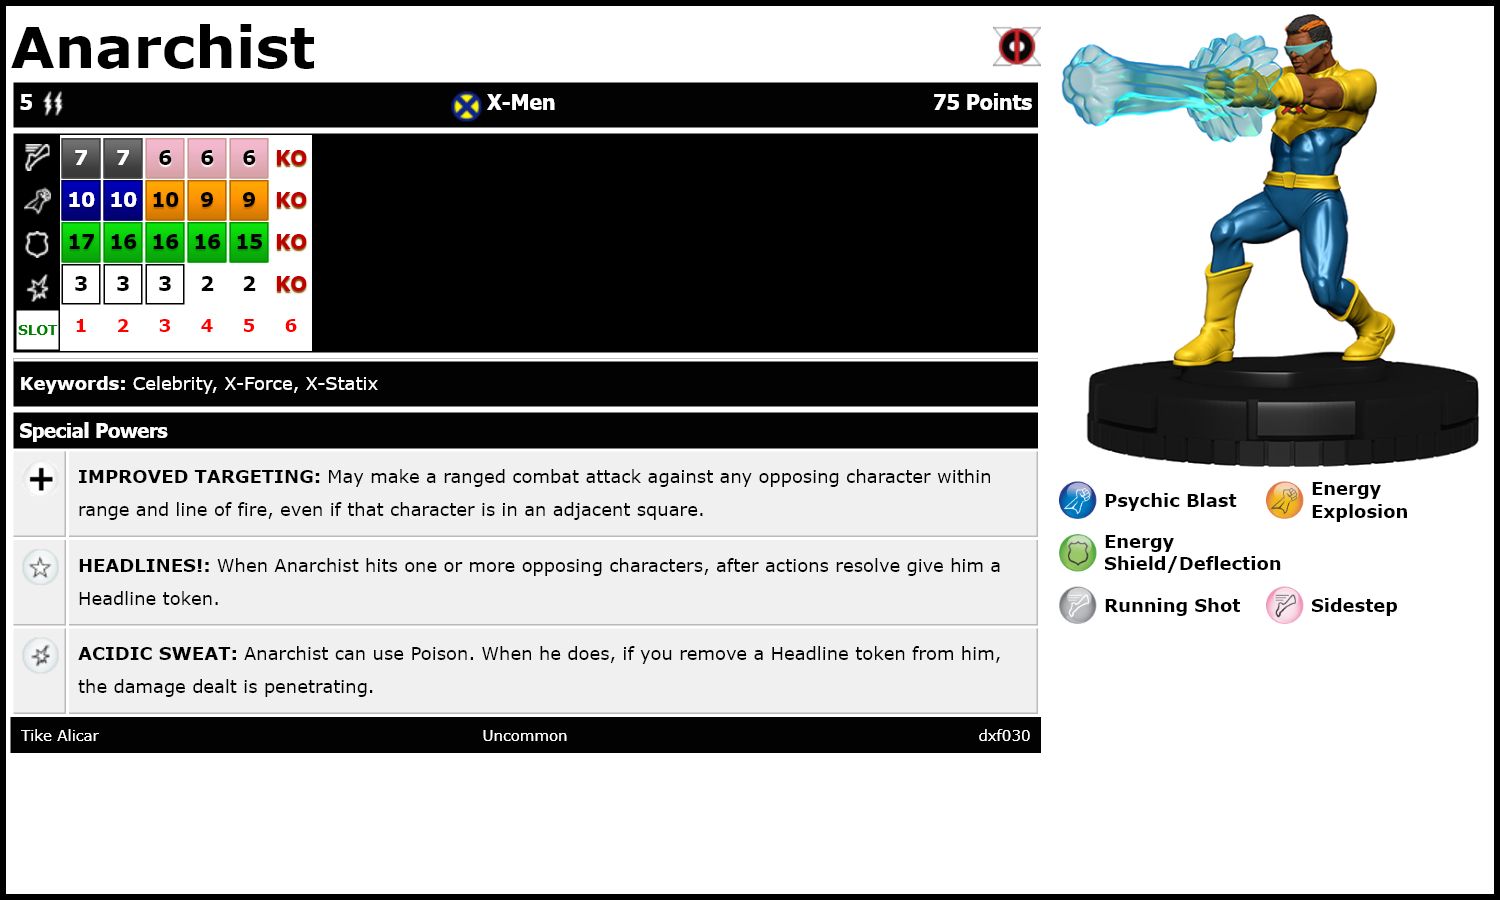 Anarchist
5 X-Men 75 Points
7 7 6 6 6 KO
10 10 10 9 9 KO
17 16 16 16 15 KO
3 3 3 2 2 KO
SLOT 1 2 3 4 5 6
Keywords: Celebrity, X-Force, X-Statix
Special Powers
IMPROVED TARGETING: May make a ranged combat attack against any opposing character within
range and line of fire, even if that character is in an adjacent square.
HEADLINES!: When Anarchist hits one or more opposing characters, after actions resolve give him a
Headline token.
ACIDIC SWEAT: Anarchist can use Poison. When he does, if you remove a Headline token from him,
the damage dealt is penetrating.
Tike Alicar Uncommon dxf030
Psychic Blast
Energy
Explosion
Energy
Shield/Deflection
Running Shot
Sidestep